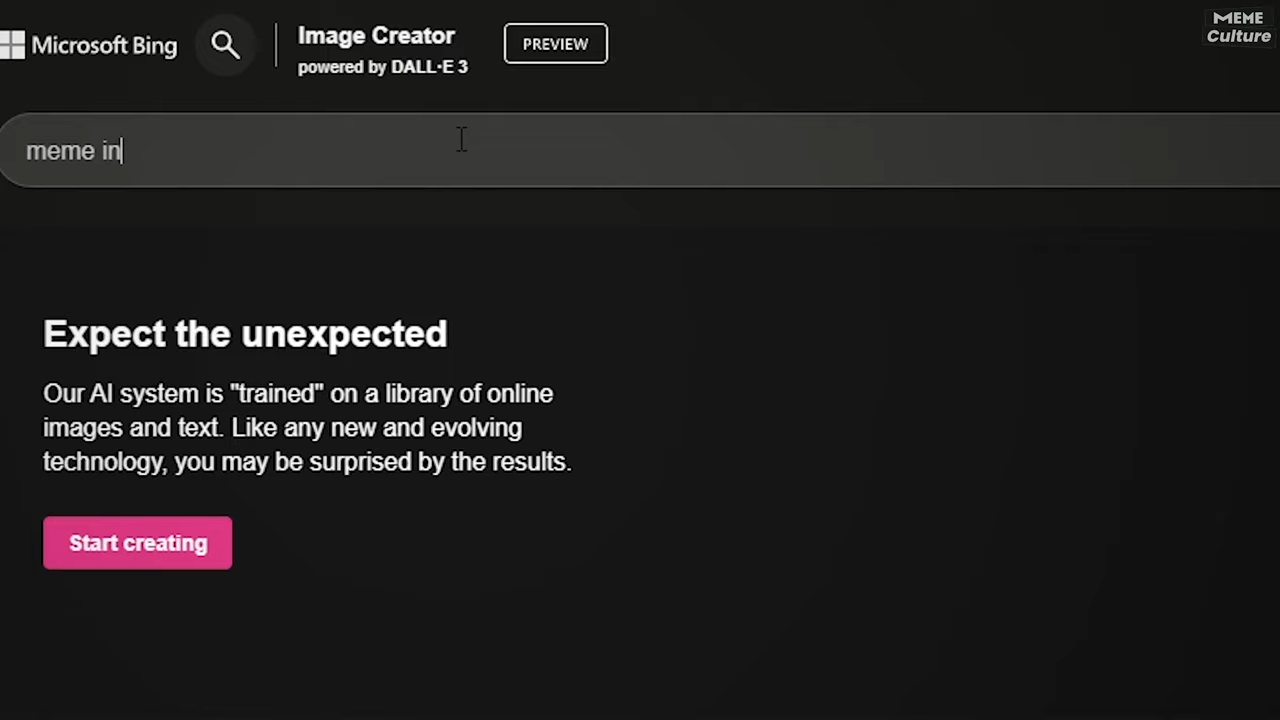 Microsoft Bing
Image Creator
powered by DALL·E 3
PREVIEW
MEME
Culture
meme in
Expect the unexpected
Our AI system is "trained" on a library of online
images and text. Like any new and evolving
technology, you may be surprised by the results.
Start creating